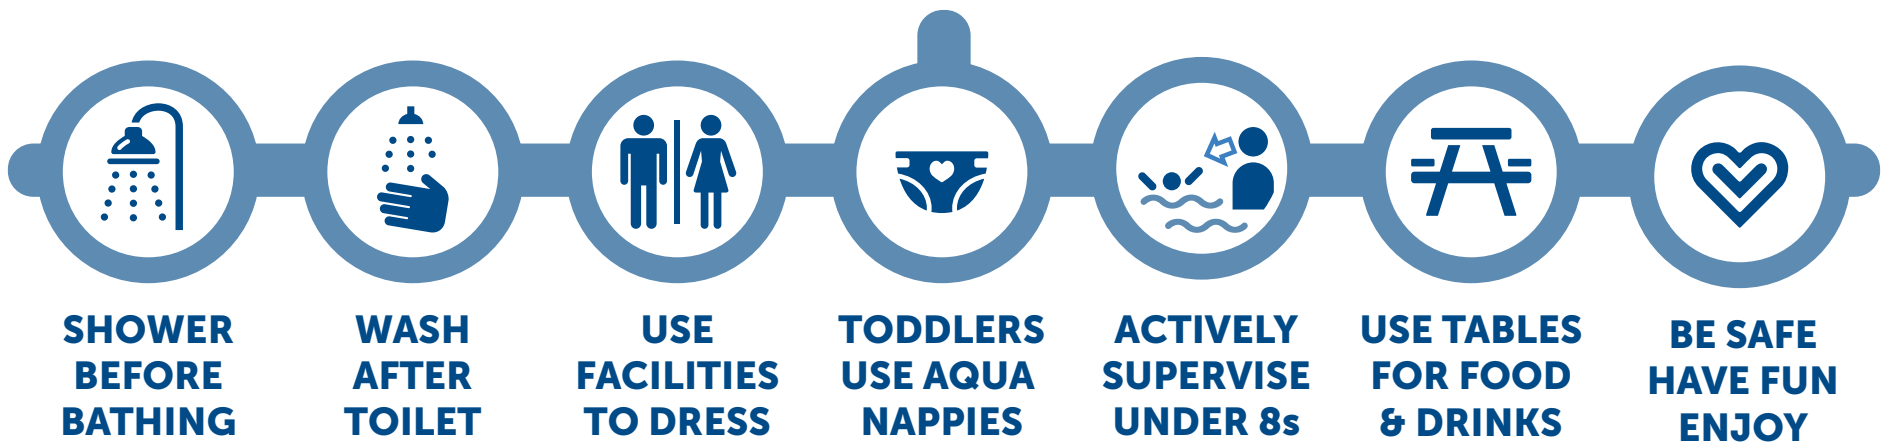 SHOWER
BEFORE
BATHING
WASH
AFTER
TOILET
USE
FACILITIES
TO DRESS
TODDLERS
USE AQUA
NAPPIES
ACTIVELY
SUPERVISE
UNDER 8s
USE TABLES
FOR FOOD
& DRINKS
BE SAFE
HAVE FUN
ENJOY